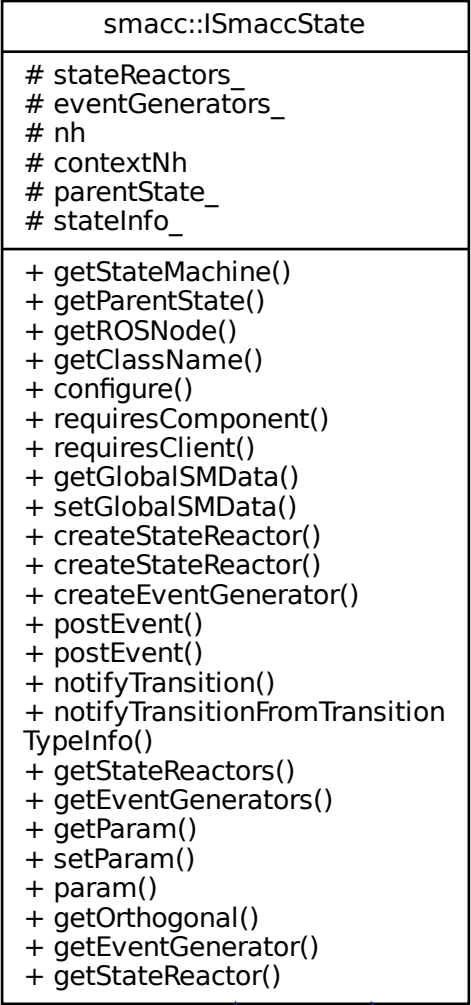 smacc::ISmaccState
# stateReactors_
# eventGenerators_
# nh
# contextNh
# parentState_
# stateInfo_
+ getStateMachine()
+ getParentState()
+ getROSNode()
+ getClassName()
+ configure()
+ requiresComponent()
+ requiresClient()
+ getGlobalSMData()
+ setGlobalSMData()
+ createStateReactor()
+ createStateReactor()
+ createEventGenerator()
+ postEvent()
+ postEvent()
+ notifyTransition()
+ notifyTransitionFromTransition
TypeInfo()
+ getStateReactors()
+ getEventGenerators()
+ getParam()
+ setParam()
+ param()
+ getOrthogonal()
+ getEventGenerator()
+ getStateReactor()